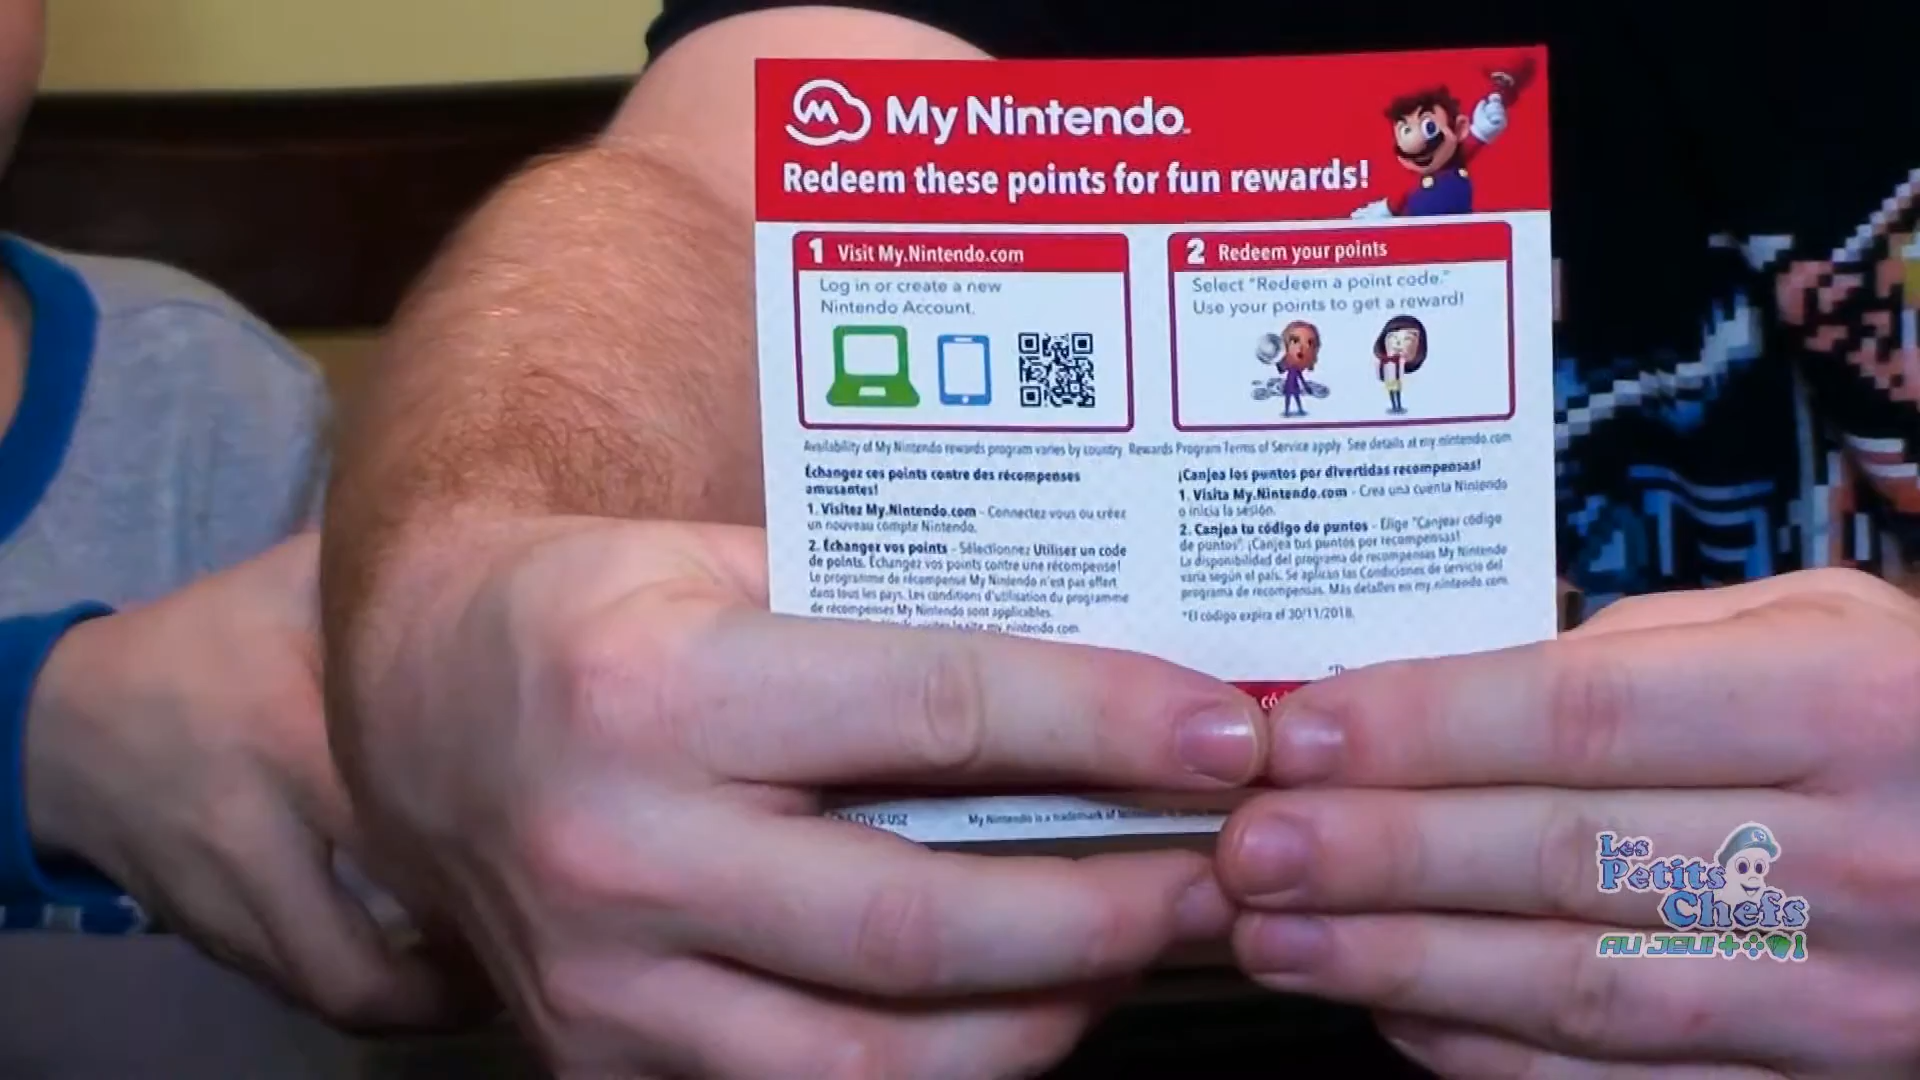 My Nintendo
Redeem these points for fun rewards!
1 Visit My.Nintendo.com
Log in or create a new
Nintendo Account.
2 Redeem your points
Select "Redeem a point code."
Use your points to get a reward!
Availability of My Nintendo rewards program varies by country. Rewards Program Terms of Service apply. See details at my.nintendo.com
Échangez ces points contre des récompenses
amusantes!
1. Visitez My.Nintendo.com - Connectez-vous ou créez
un nouveau compte Nintendo.
2. Échangez vos points - Sélectionnez Utiliser un code
de points. Échangez vos points contre une récompense!
Le programme de récompense My Nintendo n'est pas offert
dans tous les pays. Les conditions d'utilisation du programme
de récompenses My Nintendo sont applicables.
visitez le site my.nintendo.com
¡Canjea los puntos por divertidas recompensas!
1. Visita My.Nintendo.com - Crea una cuenta Nintendo
o inicia la sesión.
2. Canjea tu código de puntos - Elige "Canjear código
de puntos". ¡Canjea tus puntos por recompensas!
La disponibilidad del programa de recompensas My Nintendo
varía según el país. Se aplican las Condiciones de servicio del
programa de recompensas. Más detalles en my.nintendo.com
*El código expira el 30/11/2018.
My Nintendo is a trademark of
Les
Petits
Chefs
AU JEU!